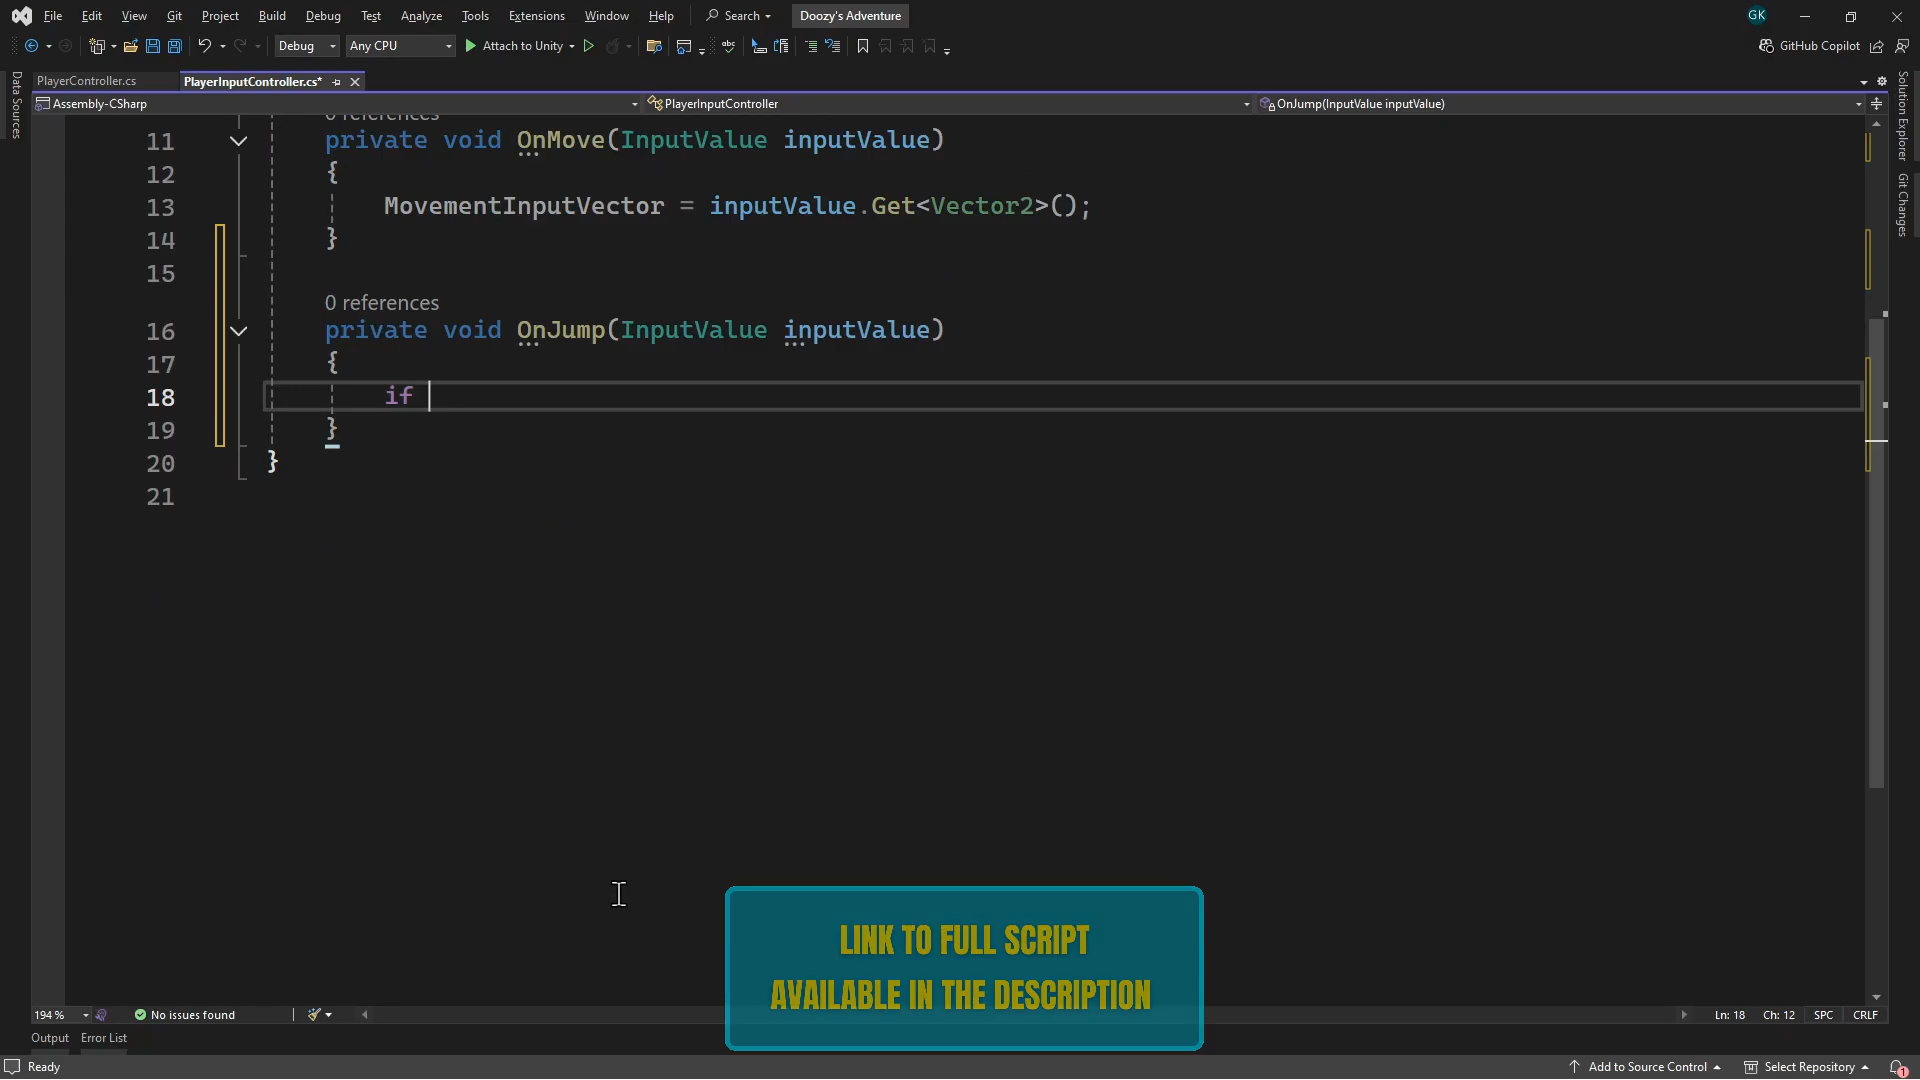 File Edit View Git Project Build Debug Test Analyze Tools Extensions Window Help Search Doozy's Adventure GK
Debug Any CPU Attach to Unity GitHub Copilot
PlayerController.cs PlayerInputController.cs*
Assembly-CSharp PlayerInputController OnJump(InputValue inputValue)
Data Sources
Solution Explorer
Git Changes
0 references
11 private void OnMove(InputValue inputValue)
12 {
13 MovementInputVector = inputValue.Get<Vector2>();
14 }
15
0 references
16 private void OnJump(InputValue inputValue)
17 {
18 if
19 }
20 }
21
LINK TO FULL SCRIPT
AVAILABLE IN THE DESCRIPTION
194 % No issues found Ln: 18 Ch: 12 SPC CRLF
Output Error List
Ready Add to Source Control Select Repository 1